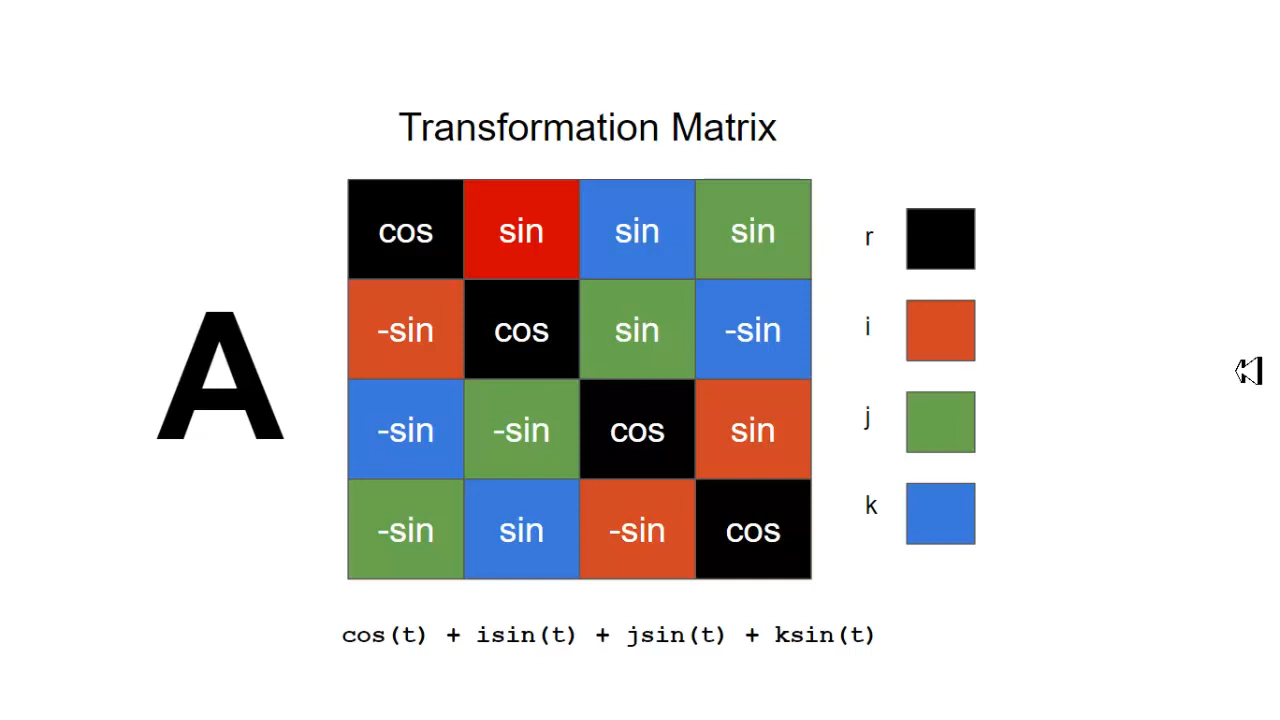 Transformation Matrix
cos sin sin sin
-sin cos sin -sin
A
-sin -sin cos sin
-sin sin -sin cos
r
i
j
k
cos(t) + isin(t) + jsin(t) + ksin(t)